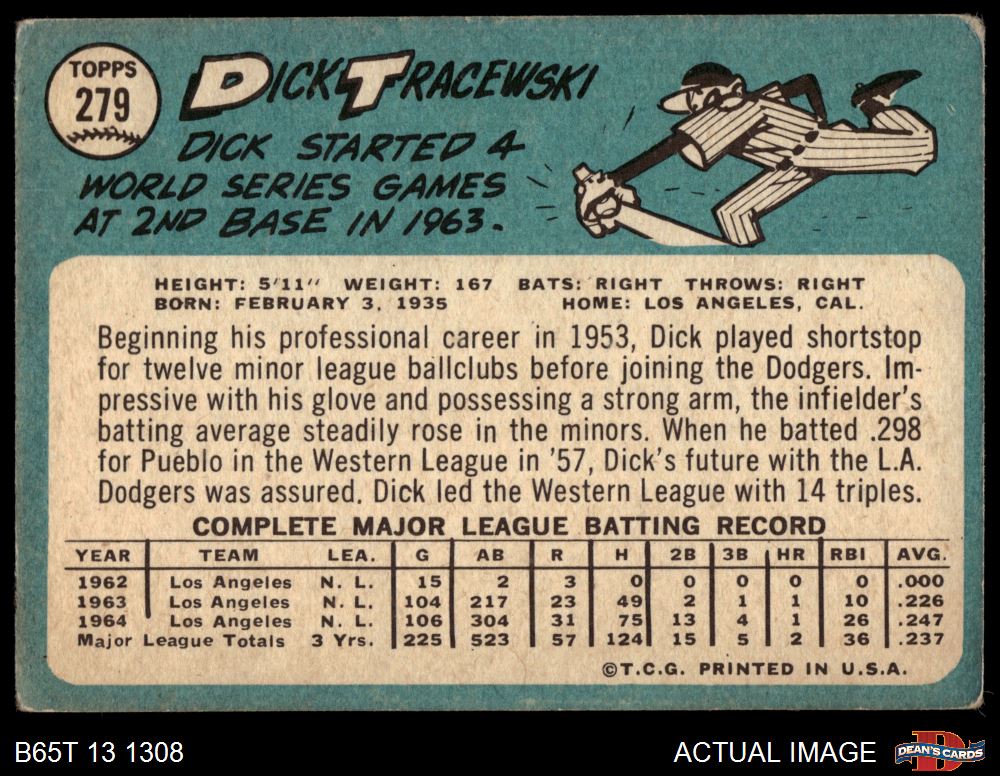 TOPPS
279
DICK TRACEWSKI
DICK STARTED 4
WORLD SERIES GAMES
AT 2ND BASE IN 1963.
HEIGHT: 5'11" WEIGHT: 167 BATS: RIGHT THROWS: RIGHT
BORN: FEBRUARY 3, 1935 HOME: LOS ANGELES, CAL.
Beginning his professional career in 1953, Dick played shortstop
for twelve minor league ballclubs before joining the Dodgers. Im-
pressive with his glove and possessing a strong arm, the infielder's
batting average steadily rose in the minors. When he batted .298
for Pueblo in the Western League in '57, Dick's future with the L.A.
Dodgers was assured. Dick led the Western League with 14 triples.
COMPLETE MAJOR LEAGUE BATTING RECORD
YEAR TEAM LEA. G AB R H 2B 3B HR RBI AVG.
1962 Los Angeles N. L. 15 2 3 0 0 0 0 0 .000
1963 Los Angeles N. L. 104 217 23 49 2 1 1 10 .226
1964 Los Angeles N. L. 106 304 31 75 13 4 1 26 .247
Major League Totals 3 Yrs. 225 523 57 124 15 5 2 36 .237
©T.C.G. PRINTED IN U.S.A.
B65T 13 1308
ACTUAL IMAGE
DEAN'S CARDS